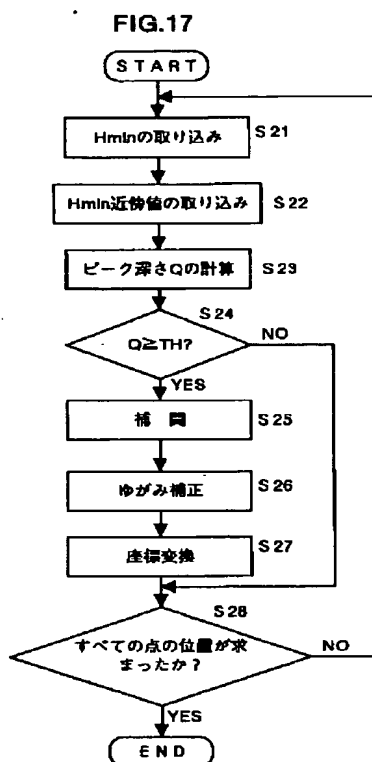 FIG.17
START
Hminの取り込み
S21
Hmin近傍値の取り込み
S22
ピーク深さQの計算
S23
S24
Q≧TH?
NO
YES
補間
S25
ゆがみ補正
S26
座標変換
S27
S28
すべての点の位置が求
まったか？
NO
YES
END